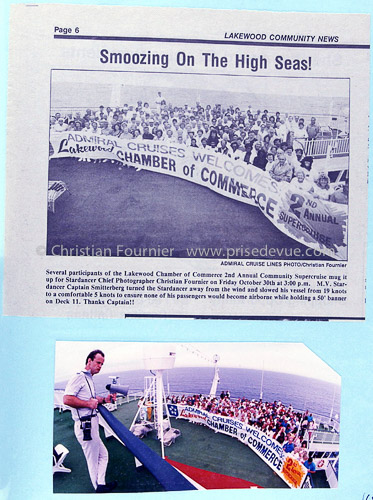 Page 6
LAKEWOOD COMMUNITY NEWS
Smoozing On The High Seas!
ADMIRAL CRUISES WELCOMES
Lakewood CHAMBER of COMMERCE
2nd ANNUAL
SUPERCRUISE
© Christian Fournier www.prisedevue.com
ADMIRAL CRUISE LINES PHOTO/Christian Fournier
Several participants of the Lakewood Chamber of Commerce 2nd Annual Community Supercruise mug it
up for Stardancer Chief Photographer Christian Fournier on Friday October 30th at 3:00 p.m. M.V. Star-
dancer Captain Smitterberg turned the Stardancer away from the wind and slowed his vessel from 19 knots
to a comfortable 5 knots to ensure none of his passengers would become airborne while holding a 50' banner
on Deck 11. Thanks Captain!!
ADMIRAL CRUISES WELCOMES
Lakewood CHAMBER of COMMERCE